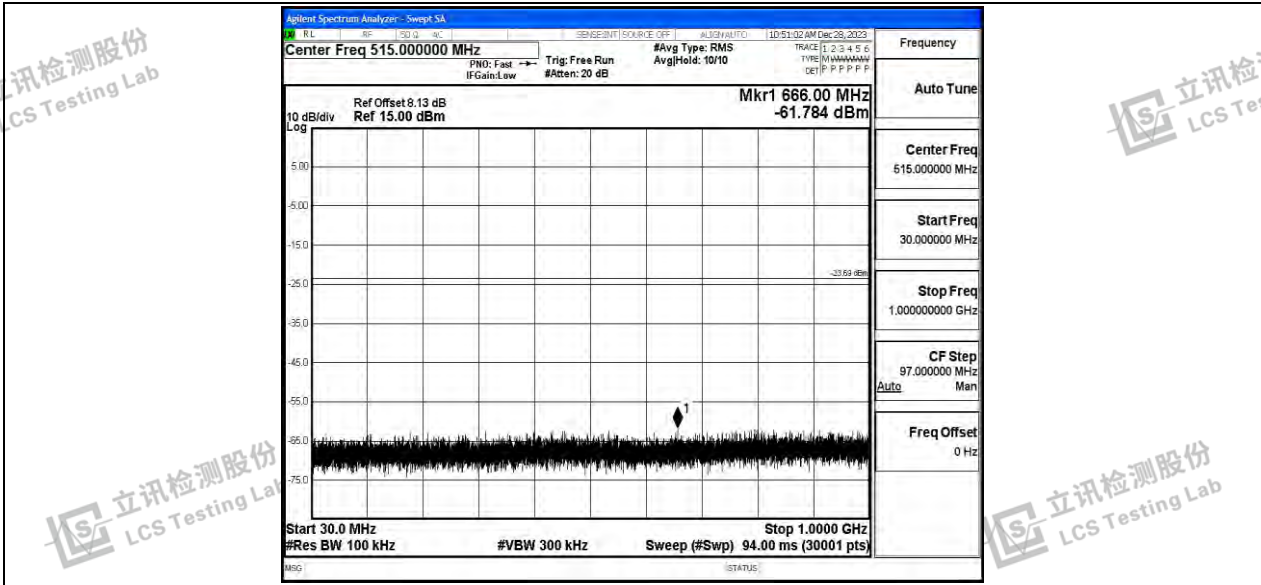 Agilent Spectrum Analyzer - Swept SA
RL RF 50 Ω AC SENSE:INT SOURCE OFF ALIGN AUTO 10:51:02 AM Dec 28, 2023
Center Freq 515.000000 MHz
PNO: Fast
IFGain:Low
Trig: Free Run
#Atten: 20 dB
#Avg Type: RMS
Avg|Hold: 10/10
TRACE 1 2 3 4 5 6
TYPE M WWWWW
DET P P P P P P
Mkr1 666.00 MHz
-61.784 dBm
Ref Offset 8.13 dB
10 dB/div Ref 15.00 dBm
Log
5.00
-5.00
-15.0
-23.69 dBm
-25.0
-35.0
-45.0
-55.0
1
-65.0
-75.0
Start 30.0 MHz Stop 1.0000 GHz
#Res BW 100 kHz #VBW 300 kHz Sweep (#Swp) 94.00 ms (30001 pts)
MSG STATUS
Frequency
Auto Tune
Center Freq
515.000000 MHz
Start Freq
30.000000 MHz
Stop Freq
1.000000000 GHz
CF Step
97.000000 MHz
Auto Man
Freq Offset
0 Hz
立讯检测股份
LCS Testing Lab
立讯检
LCS Tes
立讯检测股份
LCS Testing Lab
立讯检测股份
LCS Testing Lab